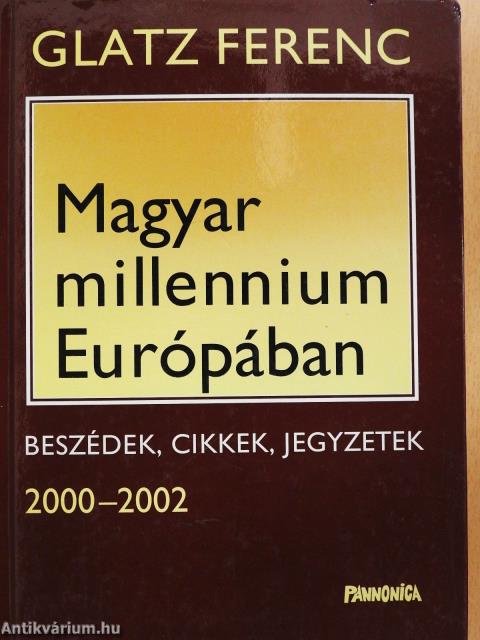 GLATZ FERENC
Magyar
millennium
Európában
BESZÉDEK, CIKKEK, JEGYZETEK
2000–2002
PANNONICA
Antikvárium.hu